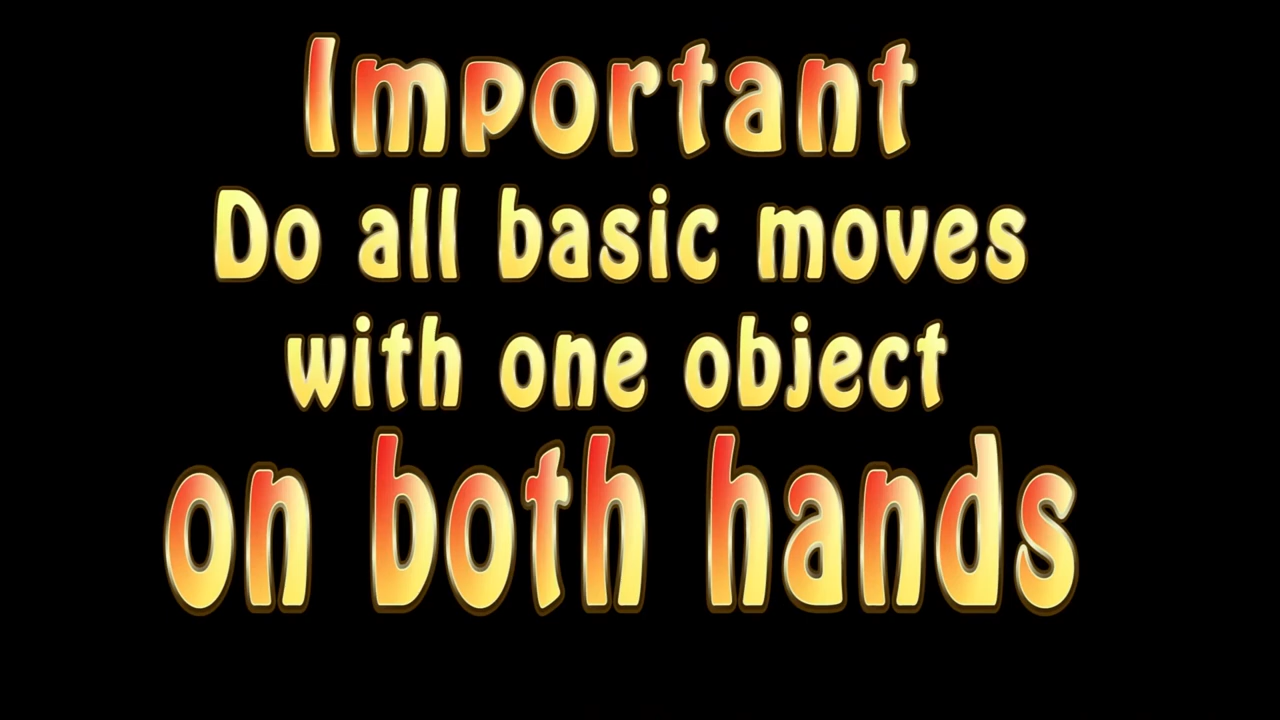 Important
Do all basic moves
with one object
on both hands